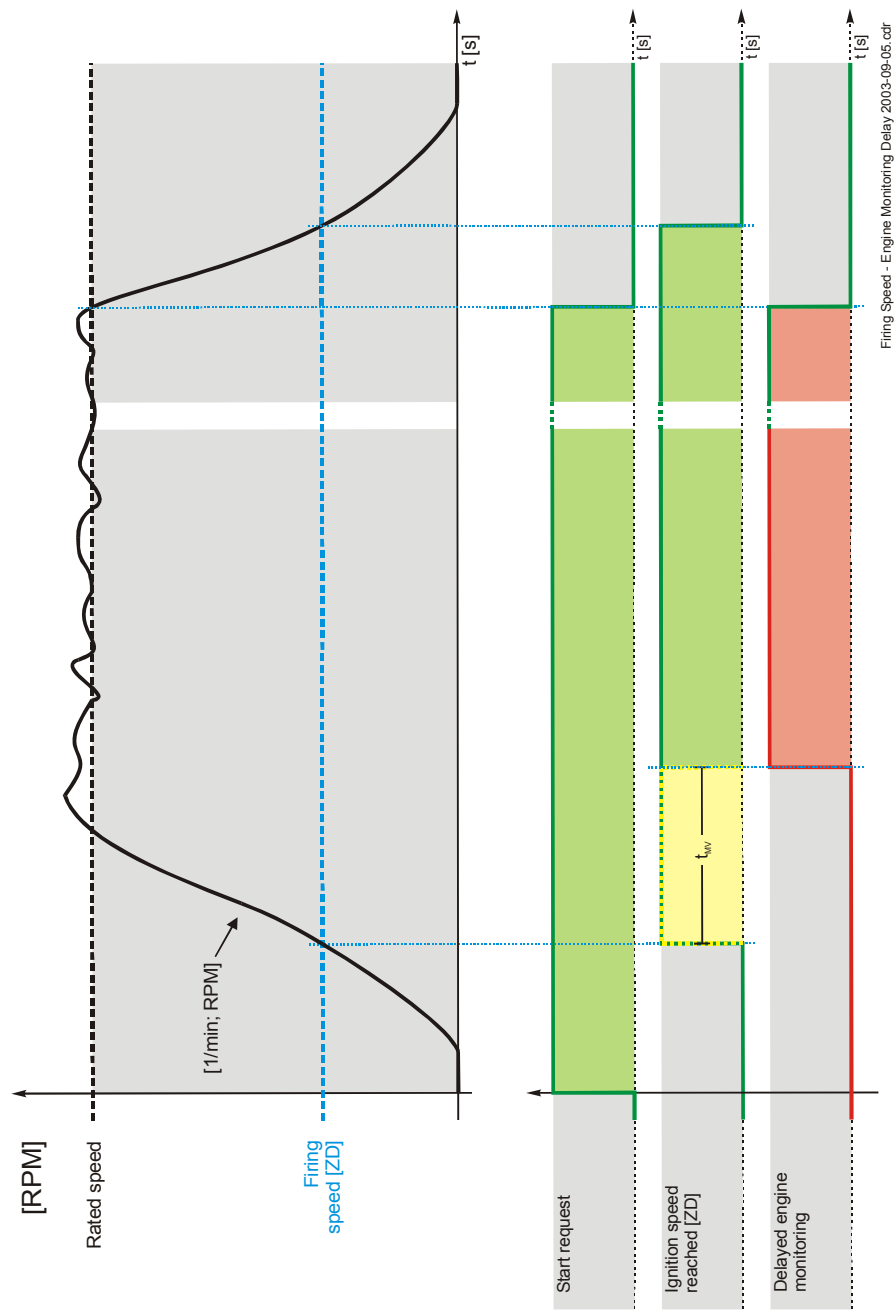 [RPM]
Rated speed
[1/min; RPM]
Firing
speed [ZD]
t [s]
Start request
t [s]
Ignition speed
reached [ZD]
tMV
t [s]
Delayed engine
monitoring
t [s]
Firing Speed - Engine Monitoring Delay 2003-09-05.cdr